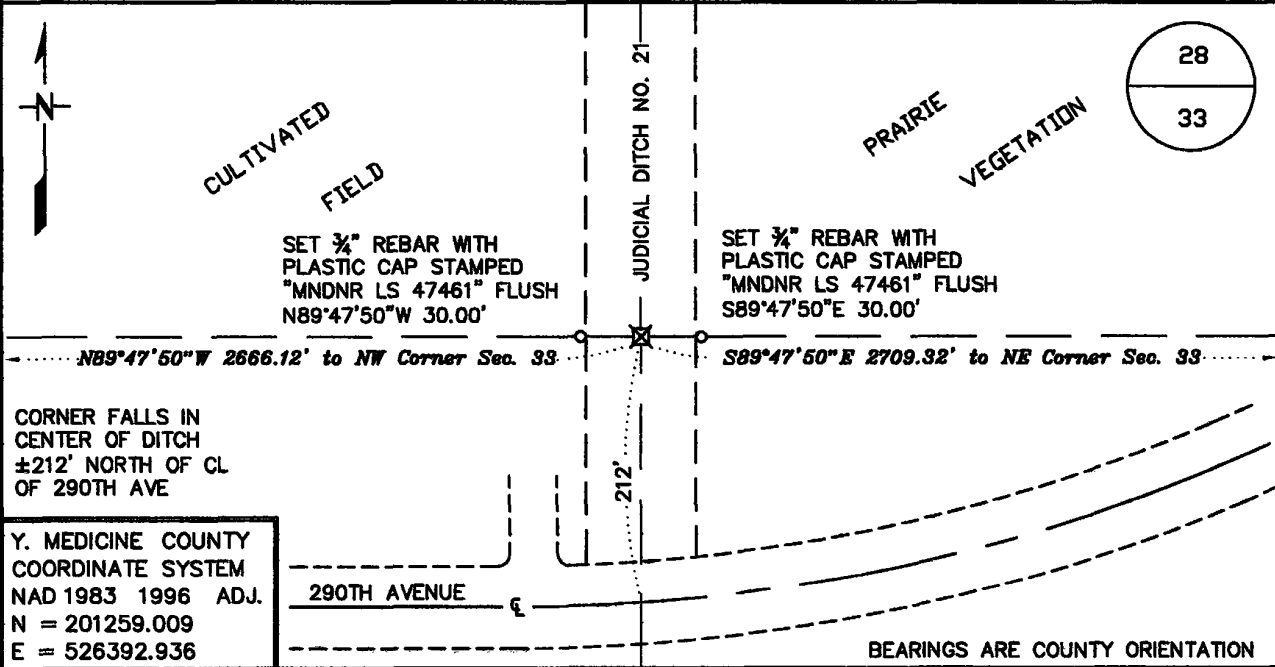 N
CULTIVATED
FIELD
JUDICIAL DITCH NO. 21
PRAIRIE
VEGETATION
28
33
SET ¾" REBAR WITH
PLASTIC CAP STAMPED
"MNDNR LS 47461" FLUSH
N89°47'50"W 30.00'
SET ¾" REBAR WITH
PLASTIC CAP STAMPED
"MNDNR LS 47461" FLUSH
S89°47'50"E 30.00'
N89°47'50"W 2666.12' to NW Corner Sec. 33
S89°47'50"E 2709.32' to NE Corner Sec. 33
CORNER FALLS IN
CENTER OF DITCH
±212' NORTH OF CL
OF 290TH AVE
212'
Y. MEDICINE COUNTY
COORDINATE SYSTEM
NAD 1983 1996 ADJ.
N = 201259.009
E = 526392.936
290TH AVENUE
℄
BEARINGS ARE COUNTY ORIENTATION